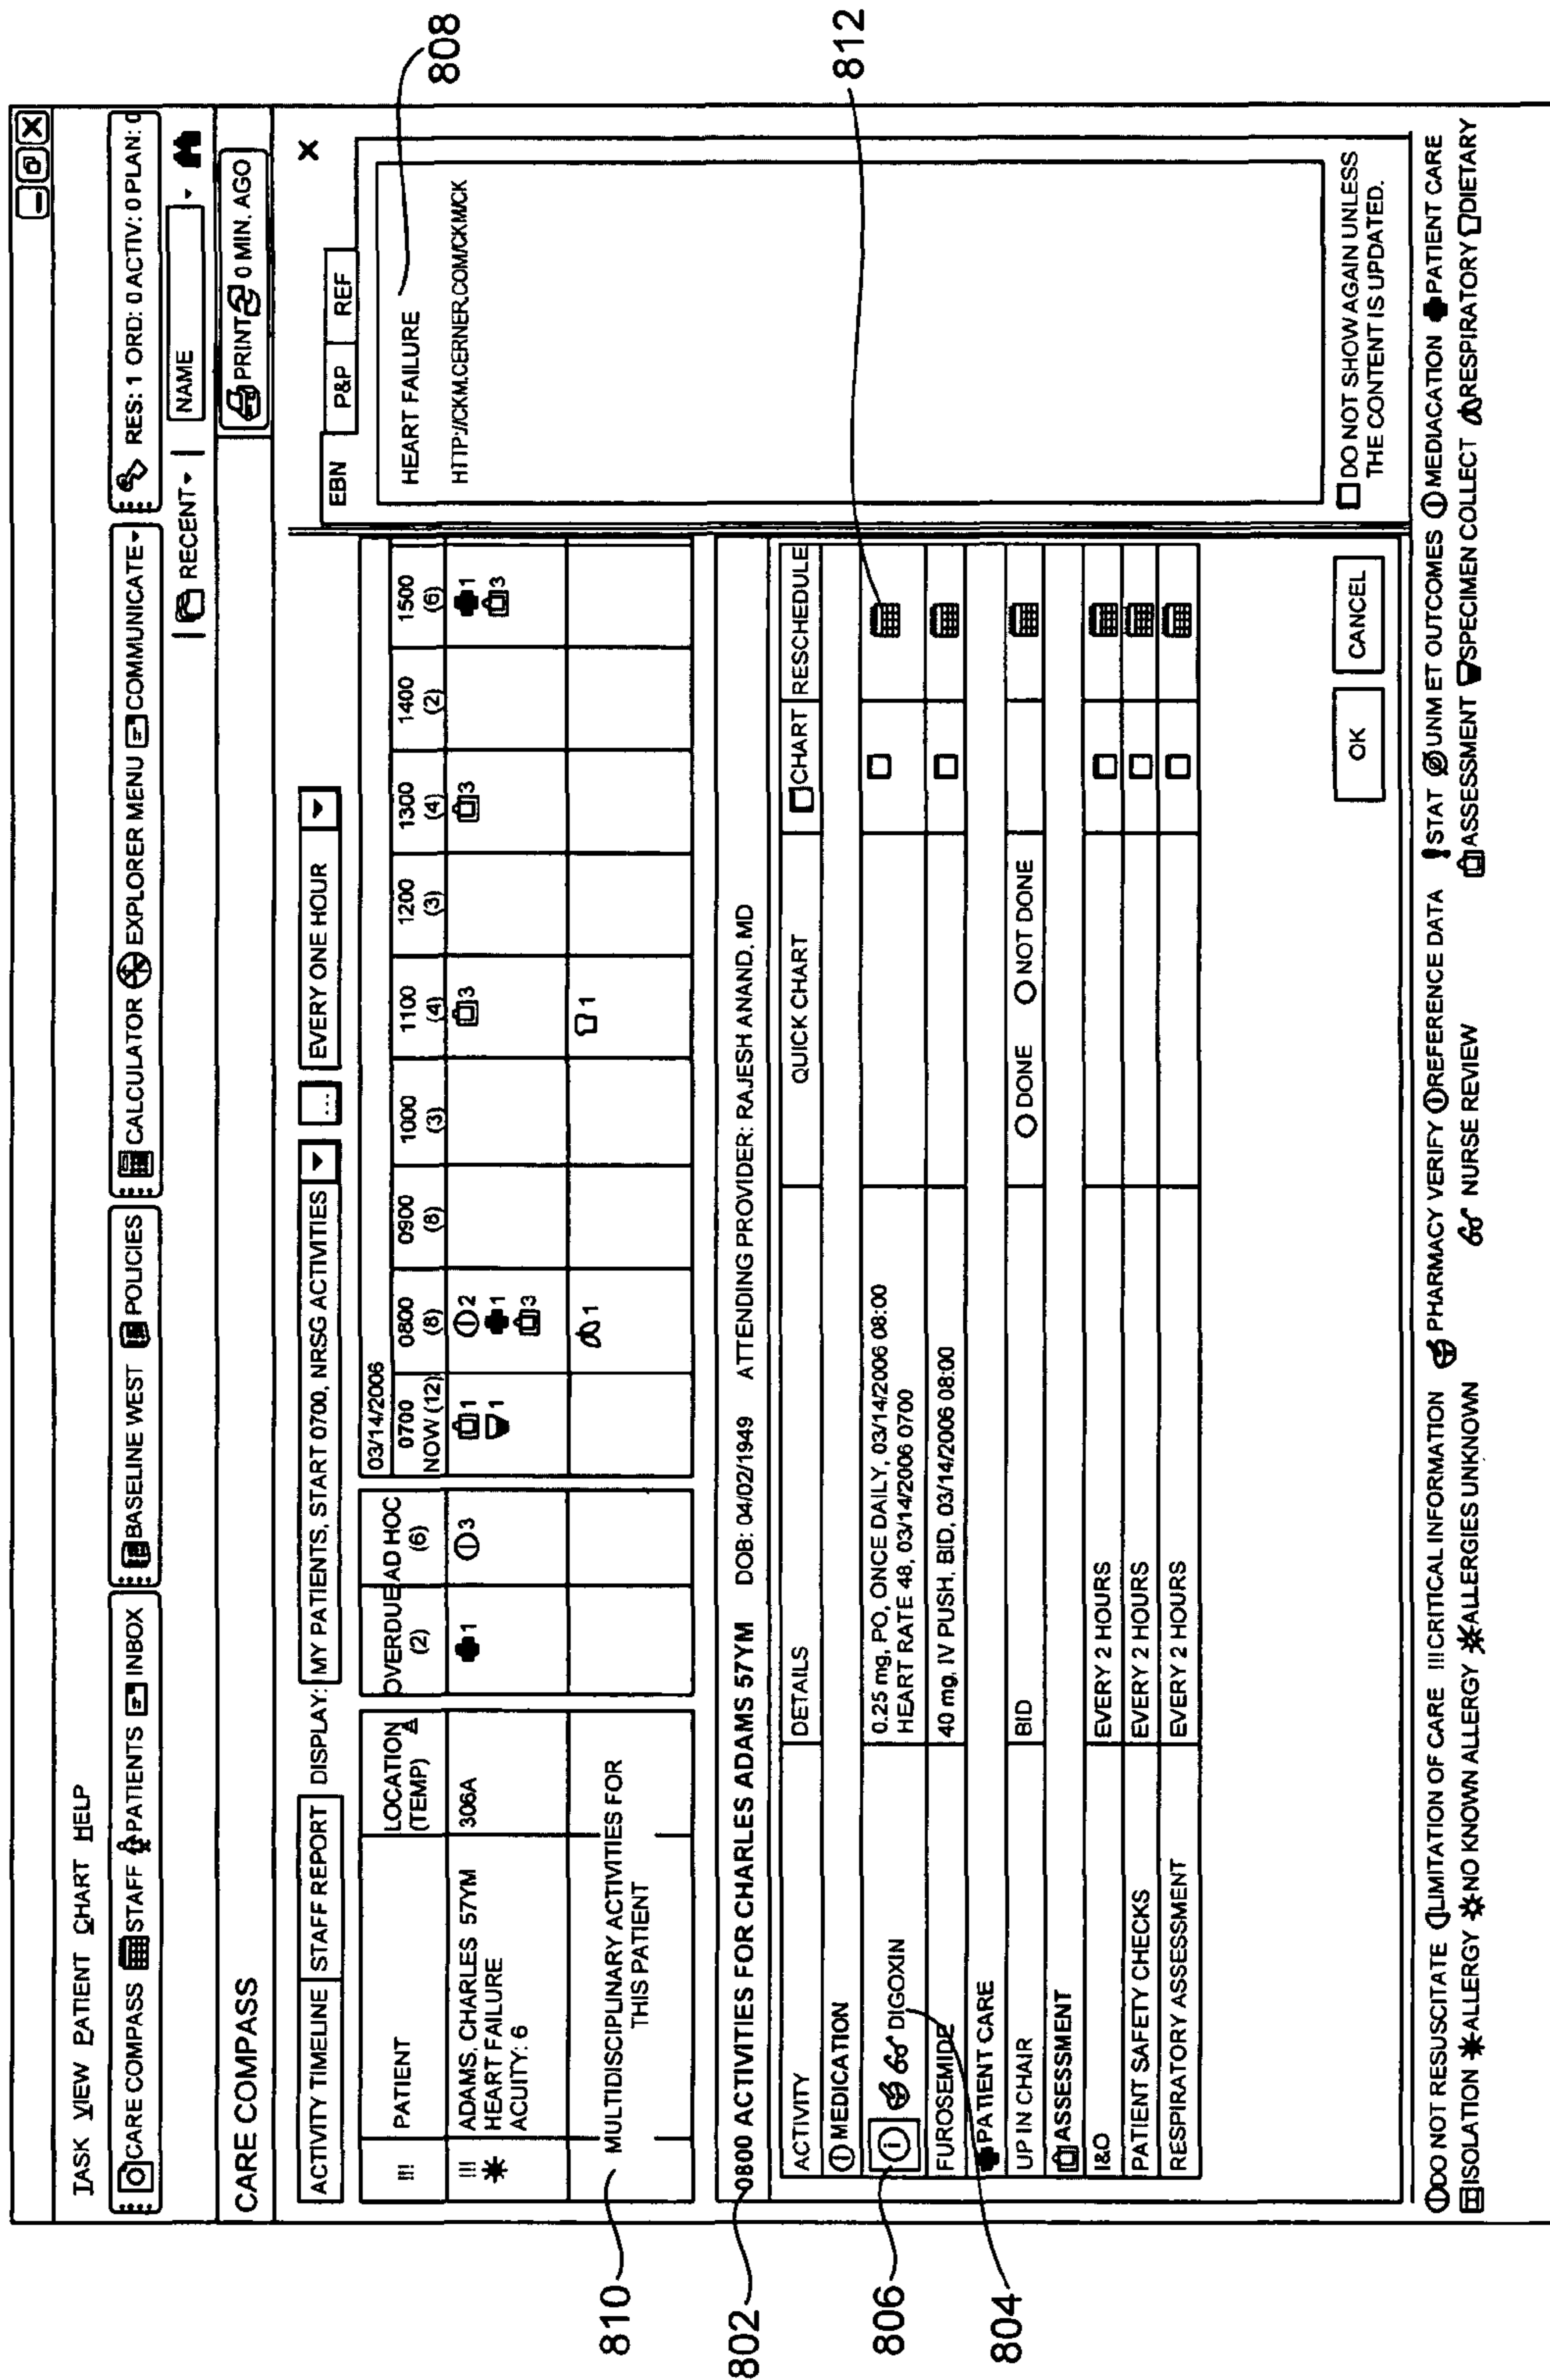 TASK VIEW PATIENT CHART HELP
CARE COMPASS STAFF PATIENTS INBOX BASELINE WEST POLICIES CALCULATOR EXPLORER MENU COMMUNICATE RES: 1 ORD: 0 ACTIV: 0 PLAN: 0
RECENT NAME
CARE COMPASS PRINT 0 MIN. AGO
ACTIVITY TIMELINE STAFF REPORT DISPLAY: MY PATIENTS, START 0700, NRSG ACTIVITIES ... EVERY ONE HOUR X
EBN P&P REF
03/14/2006
!!! PATIENT LOCATION OVERDUE AD HOC 0700 0800 0900 1000 1100 1200 1300 1400 1500
(TEMP) (2) (6) NOW (12) (8) (8) (3) (4) (3) (4) (2) (6)
!!! ADAMS, CHARLES 57YM 306A 1 3 1 2 3 3 1
HEART FAILURE 1 1 3
ACUITY: 6 3
MULTIDISCIPLINARY ACTIVITIES FOR 1 1
THIS PATIENT
HEART FAILURE
HTTP://CKM.CERNER.COM/CKM/CK
0800 ACTIVITIES FOR CHARLES ADAMS 57YM DOB: 04/02/1949 ATTENDING PROVIDER: RAJESH ANAND, MD
ACTIVITY DETAILS QUICK CHART CHART RESCHEDULE
MEDICATION
DIGOXIN 0.25 mg, PO, ONCE DAILY, 03/14/2006 08:00
HEART RATE 48, 03/14/2006 0700
FUROSEMIDE 40 mg, IV PUSH, BID, 03/14/2006 08:00
PATIENT CARE
UP IN CHAIR BID DONE NOT DONE
ASSESSMENT
I&O EVERY 2 HOURS
PATIENT SAFETY CHECKS EVERY 2 HOURS
RESPIRATORY ASSESSMENT EVERY 2 HOURS
OK CANCEL
DO NOT SHOW AGAIN UNLESS
THE CONTENT IS UPDATED.
DO NOT RESUSCITATE LIMITATION OF CARE !!! CRITICAL INFORMATION PHARMACY VERIFY REFERENCE DATA STAT UNM ET OUTCOMES MEDIACATION PATIENT CARE
ISOLATION ALLERGY NO KNOWN ALLERGY ALLERGIES UNKNOWN NURSE REVIEW ASSESSMENT SPECIMEN COLLECT RESPIRATORY DIETARY
810
802
806
804
808
812